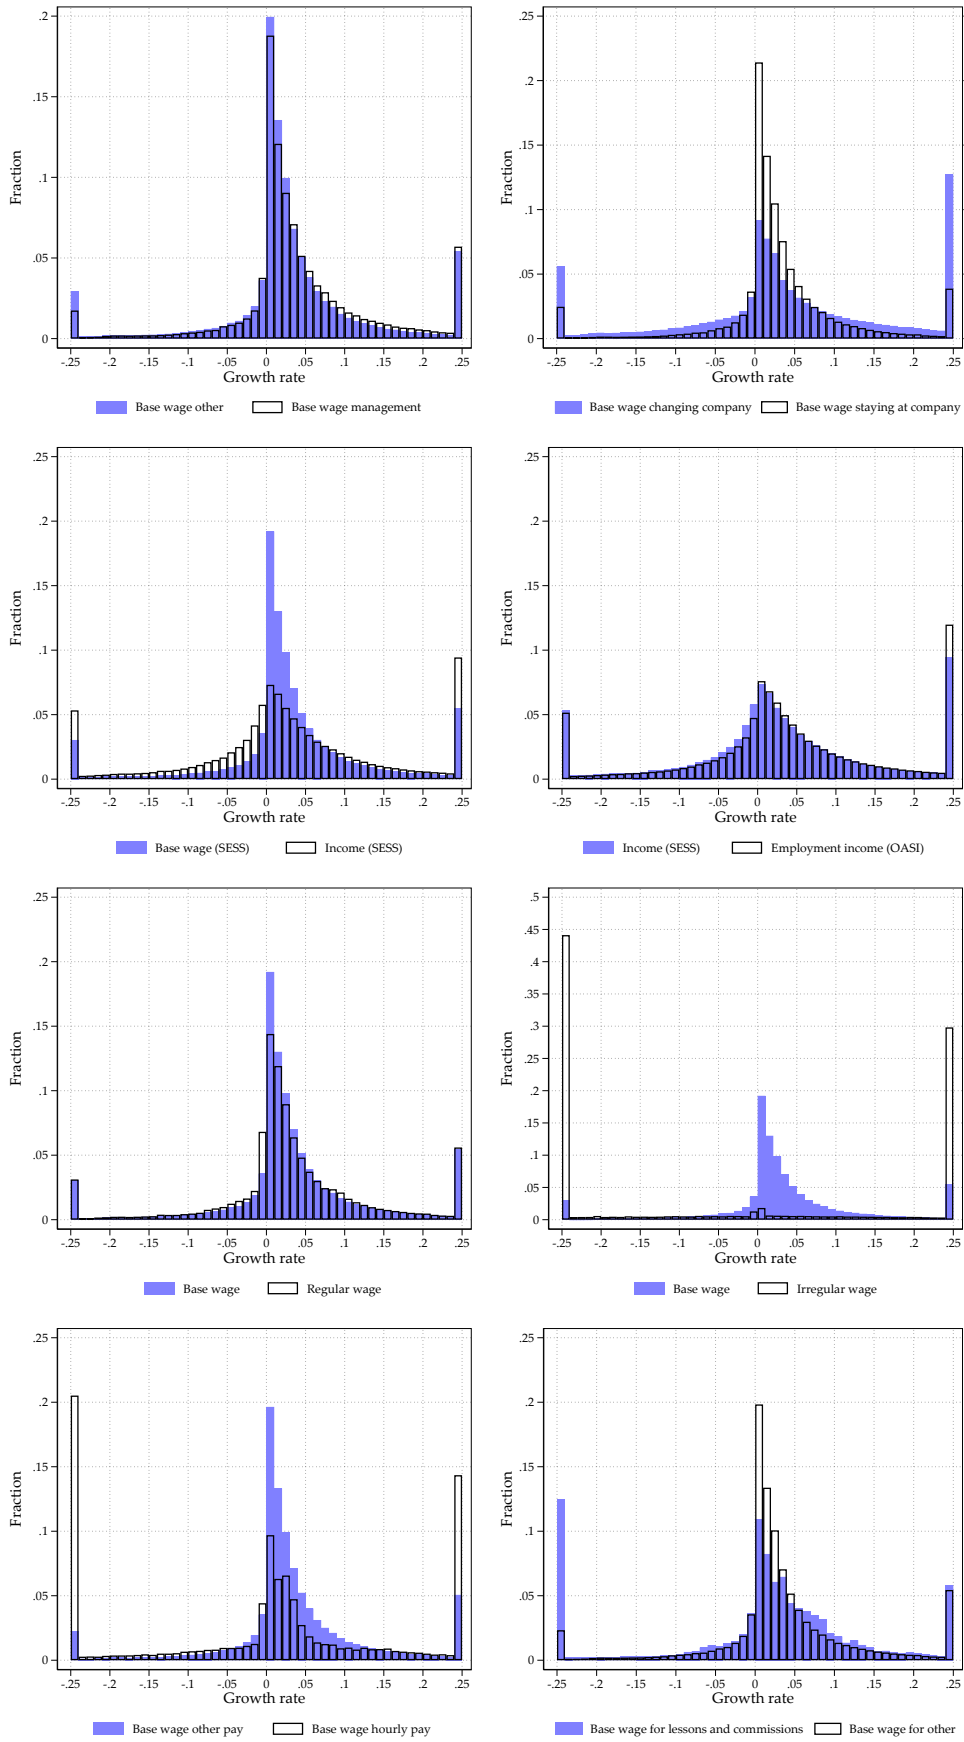 .2
.15
.1
.05
0
Fraction
-.25 -.2 -.15 -.1 -.05 0 .05 .1 .15 .2 .25
Growth rate
Base wage other Base wage management
.25
.2
.15
.1
.05
0
Fraction
-.25 -.2 -.15 -.1 -.05 0 .05 .1 .15 .2 .25
Growth rate
Base wage changing company Base wage staying at company
.25
.2
.15
.1
.05
0
Fraction
-.25 -.2 -.15 -.1 -.05 0 .05 .1 .15 .2 .25
Growth rate
Base wage (SESS) Income (SESS)
.25
.2
.15
.1
.05
0
Fraction
-.25 -.2 -.15 -.1 -.05 0 .05 .1 .15 .2 .25
Growth rate
Income (SESS) Employment income (OASI)
.25
.2
.15
.1
.05
0
Fraction
-.25 -.2 -.15 -.1 -.05 0 .05 .1 .15 .2 .25
Growth rate
Base wage Regular wage
.5
.45
.4
.35
.3
.25
.2
.15
.1
.05
0
Fraction
-.25 -.2 -.15 -.1 -.05 0 .05 .1 .15 .2 .25
Growth rate
Base wage Irregular wage
.25
.2
.15
.1
.05
0
Fraction
-.25 -.2 -.15 -.1 -.05 0 .05 .1 .15 .2 .25
Growth rate
Base wage other pay Base wage hourly pay
.25
.2
.15
.1
.05
0
Fraction
-.25 -.2 -.15 -.1 -.05 0 .05 .1 .15 .2 .25
Growth rate
Base wage for lessons and commissions Base wage for other